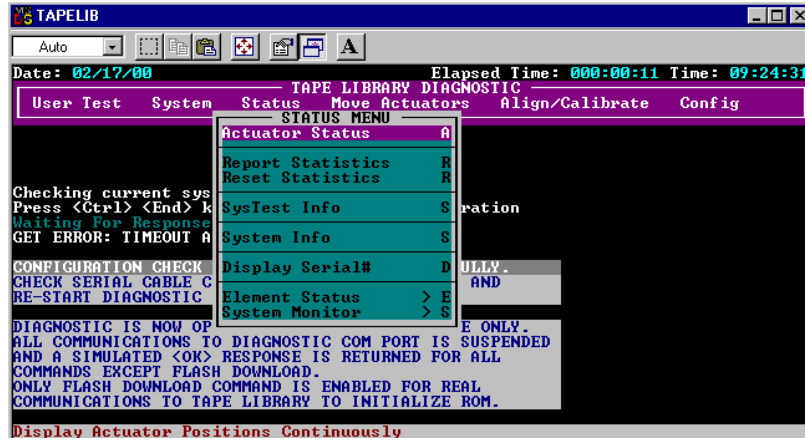 TAPELIB
Auto
A
Date: 02/17/00 Elapsed Time: 000:00:11 Time: 09:24:31
TAPE LIBRARY DIAGNOSTIC
User Test System Status Move Actuators Align/Calibrate Config
STATUS MENU
Actuator Status A
Report Statistics R
Reset Statistics R
SysTest Info S
System Info S
Display Serial# D
Element Status > E
System Monitor > S
Checking current sys
Press <Ctrl> <End> k ration
Waiting For Response
GET ERROR: TIMEOUT A
CONFIGURATION CHECK ULLY.
CHECK SERIAL CABLE C AND
RE-START DIAGNOSTIC
DIAGNOSTIC IS NOW OP E ONLY.
ALL COMMUNICATIONS TO DIAGNOSTIC COM PORT IS SUSPENDED
AND A SIMULATED <OK> RESPONSE IS RETURNED FOR ALL
COMMANDS EXCEPT FLASH DOWNLOAD.
ONLY FLASH DOWNLOAD COMMAND IS ENABLED FOR REAL
COMMUNICATIONS TO TAPE LIBRARY TO INITIALIZE ROM.
Display Actuator Positions Continuously